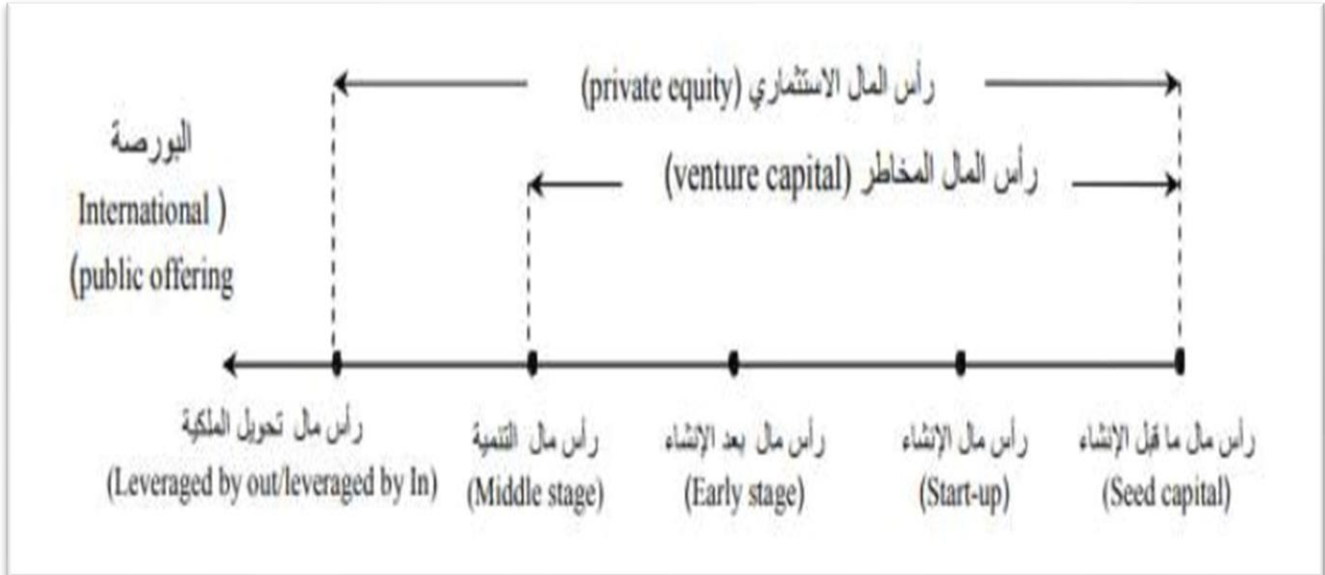 رأس المال الاستثماري (private equity)
رأس المال المخاطر (venture capital)
البورصة
International )
(public offering
رأس مال ما قبل الإنشاء
(Seed capital)
رأس مال الإنشاء
(Start-up)
رأس مال بعد الإنشاء
(Early stage)
رأس مال التنمية
(Middle stage)
رأس مال تحويل الملكية
(Leveraged by out/leveraged by In)